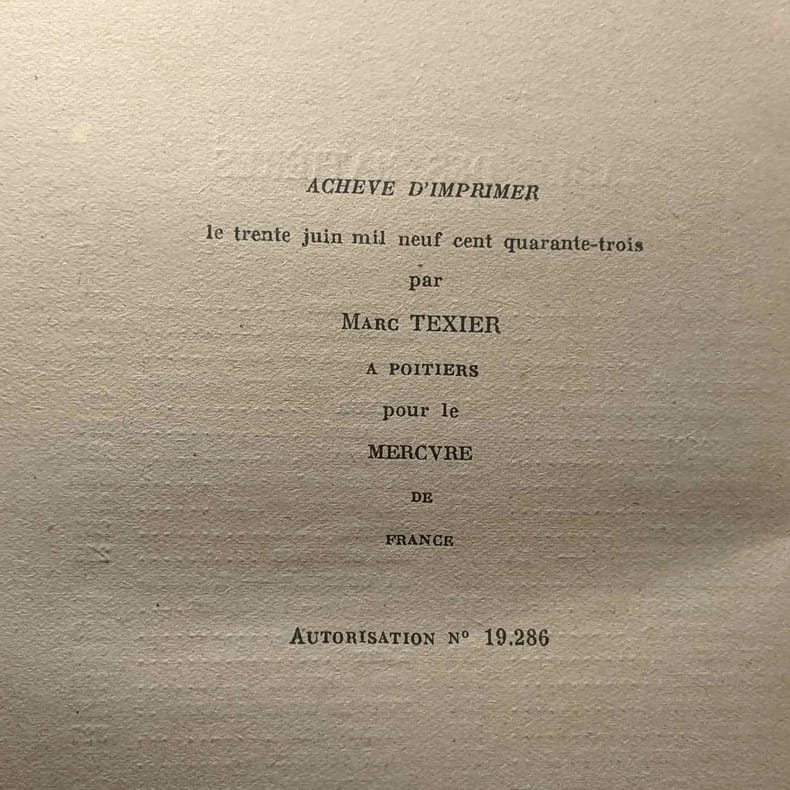 ACHEVE D'IMPRIMER
le trente juin mil neuf cent quarante-trois
par
MARC TEXIER
A POITIERS
pour le
MERCVRE
DE
FRANCE
AUTORISATION Nº 19.286